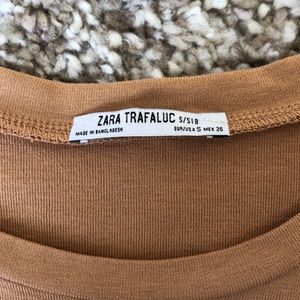 ZARA TRAFALUC S/S18
MADE IN BANGLADESH EUR/USA S MEX 26